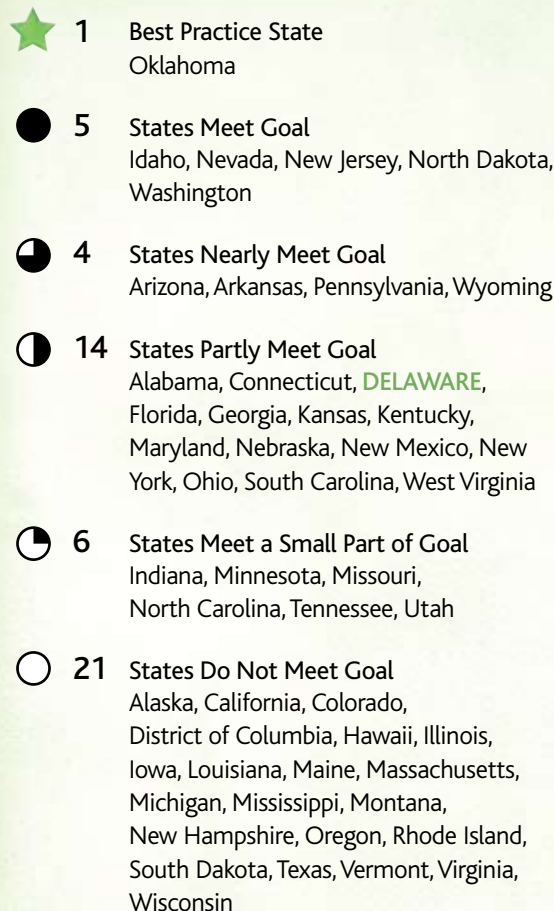 1 Best Practice State
Oklahoma
5 States Meet Goal
Idaho, Nevada, New Jersey, North Dakota,
Washington
4 States Nearly Meet Goal
Arizona, Arkansas, Pennsylvania, Wyoming
14 States Partly Meet Goal
Alabama, Connecticut, DELAWARE,
Florida, Georgia, Kansas, Kentucky,
Maryland, Nebraska, New Mexico, New
York, Ohio, South Carolina, West Virginia
6 States Meet a Small Part of Goal
Indiana, Minnesota, Missouri,
North Carolina, Tennessee, Utah
21 States Do Not Meet Goal
Alaska, California, Colorado,
District of Columbia, Hawaii, Illinois,
Iowa, Louisiana, Maine, Massachusetts,
Michigan, Mississippi, Montana,
New Hampshire, Oregon, Rhode Island,
South Dakota, Texas, Vermont, Virginia,
Wisconsin